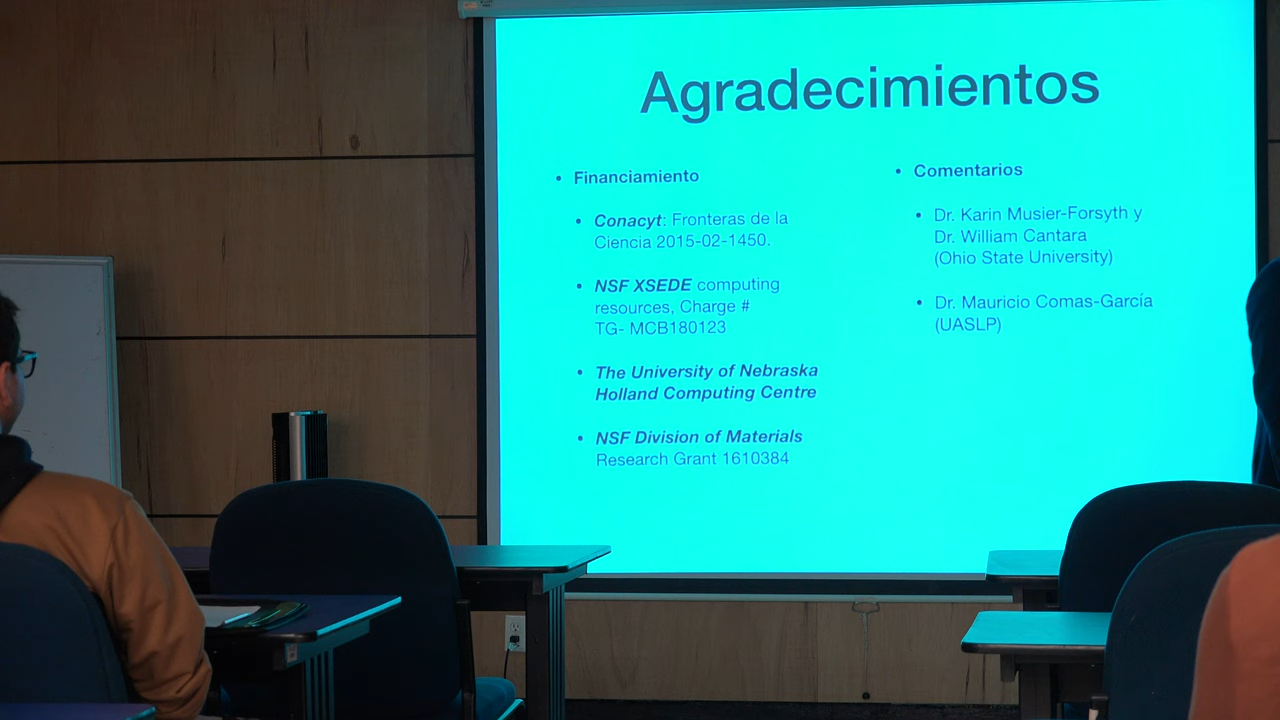 Agradecimientos
• Financiamiento
• Conacyt: Fronteras de la
Ciencia 2015-02-1450.
• NSF XSEDE computing
resources, Charge #
TG- MCB180123
• The University of Nebraska
Holland Computing Centre
• NSF Division of Materials
Research Grant 1610384
• Comentarios
• Dr. Karin Musier-Forsyth y
Dr. William Cantara
(Ohio State University)
• Dr. Mauricio Comas-García
(UASLP)